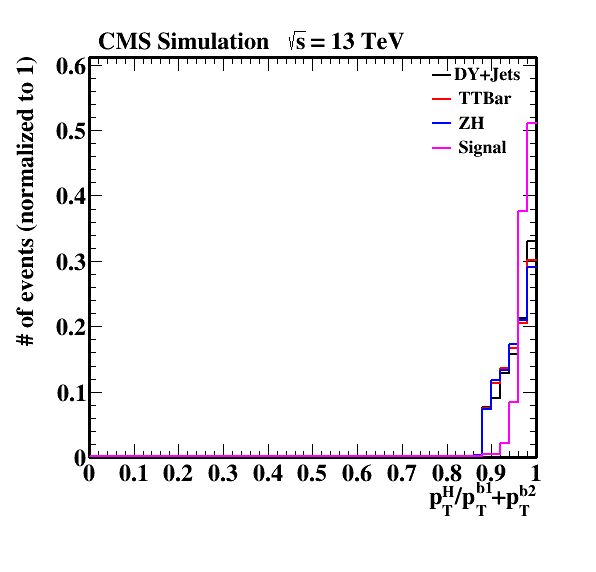 CMS Simulation √s = 13 TeV
# of events (normalized to 1)
0.6
0.5
0.4
0.3
0.2
0.1
0
DY+Jets
TTBar
ZH
Signal
0 0.1 0.2 0.3 0.4 0.5 0.6 0.7 0.8 0.9 1
p_T^H/p_T^b1+p_T^b2